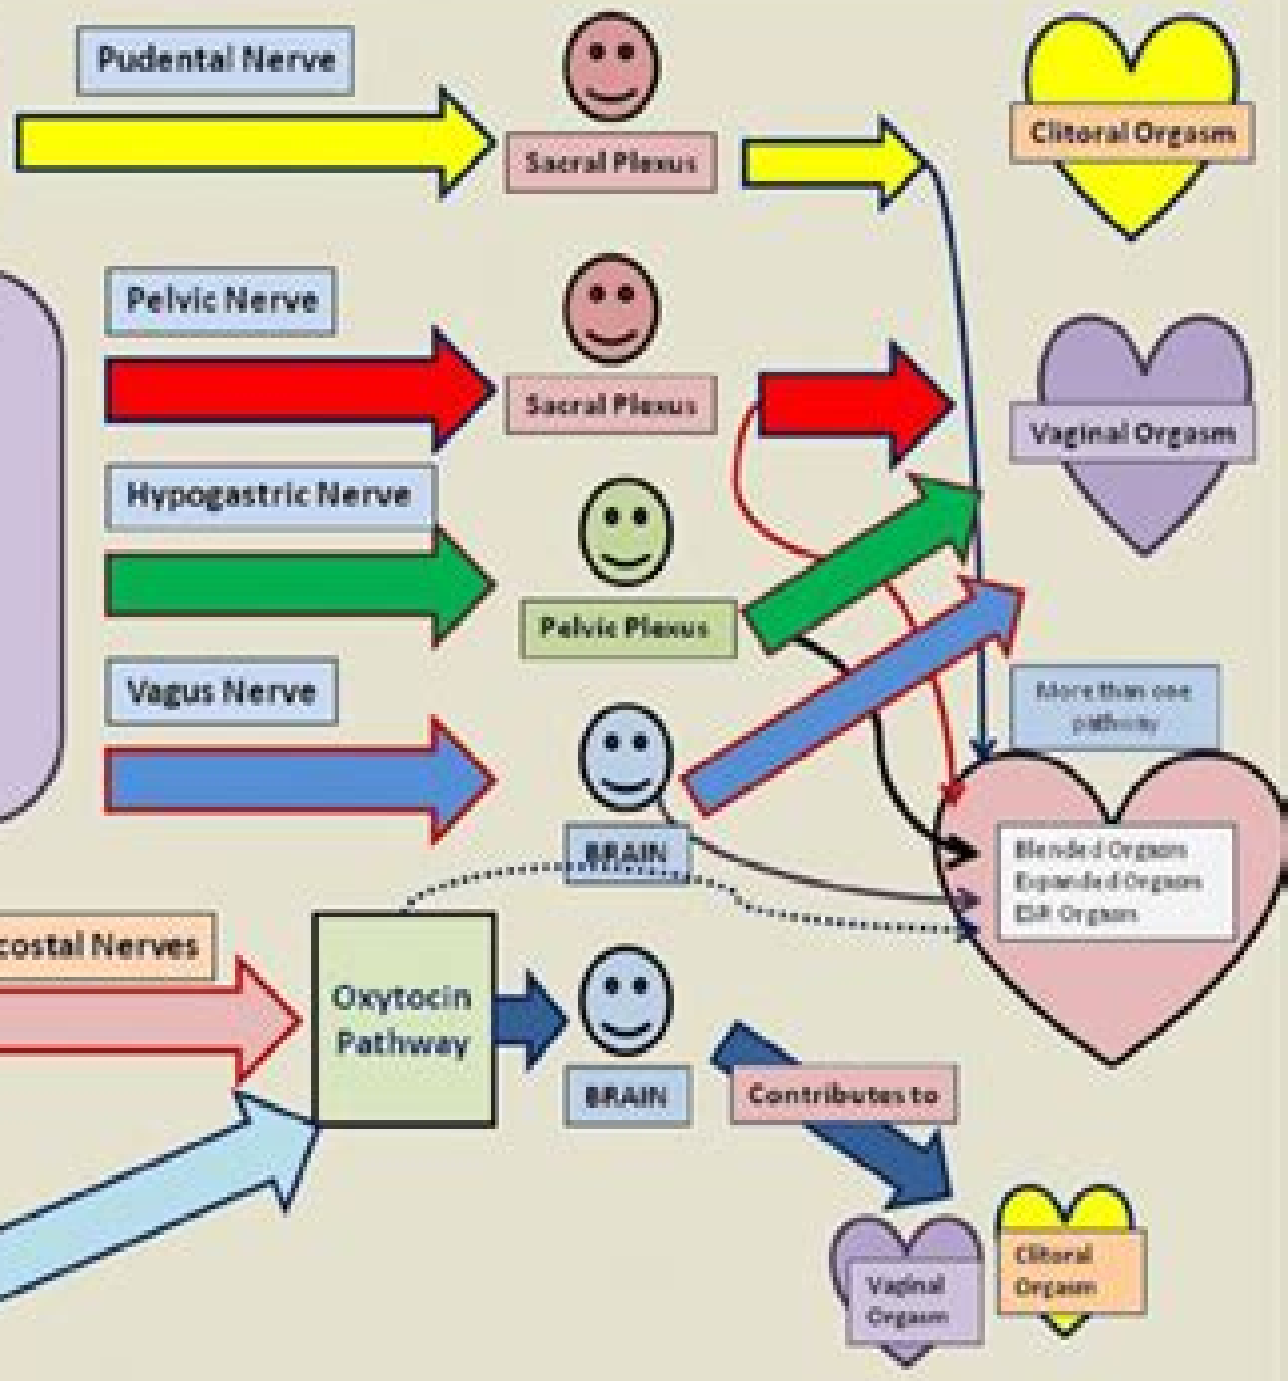 Pudental Nerve
Sacral Plexus
Clitoral Orgasm
Pelvic Nerve
Sacral Plexus
Vaginal Orgasm
Hypogastric Nerve
Pelvic Plexus
Vagus Nerve
More than one
pathway
BRAIN
Blended Orgasm
Expanded Orgasm
ESR Orgasm
costal Nerves
Oxytocin
Pathway
BRAIN
Contributes to
Vaginal
Orgasm
Clitoral
Orgasm